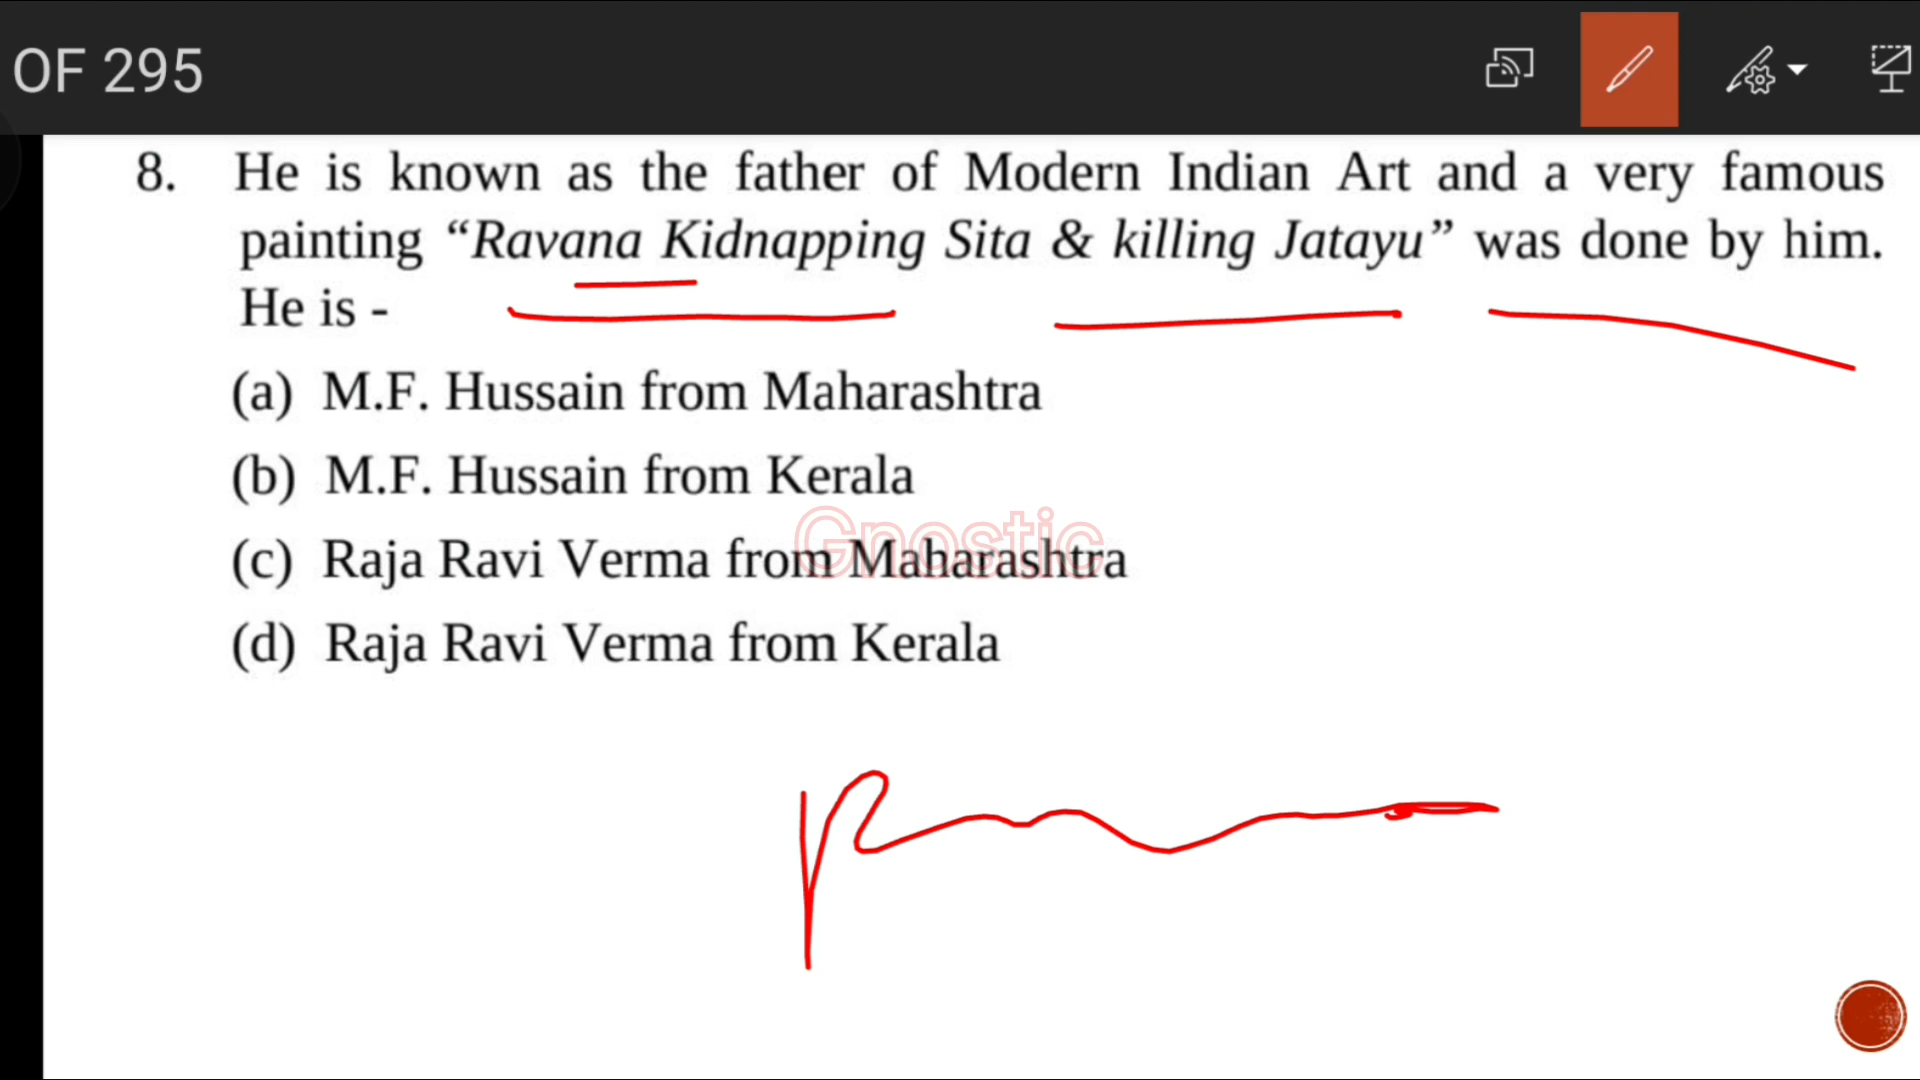 OF 295
8. He is known as the father of Modern Indian Art and a very famous
painting “Ravana Kidnapping Sita & killing Jatayu” was done by him.
He is -
(a) M.F. Hussain from Maharashtra
(b) M.F. Hussain from Kerala
Gnostic
(c) Raja Ravi Verma from Maharashtra
(d) Raja Ravi Verma from Kerala